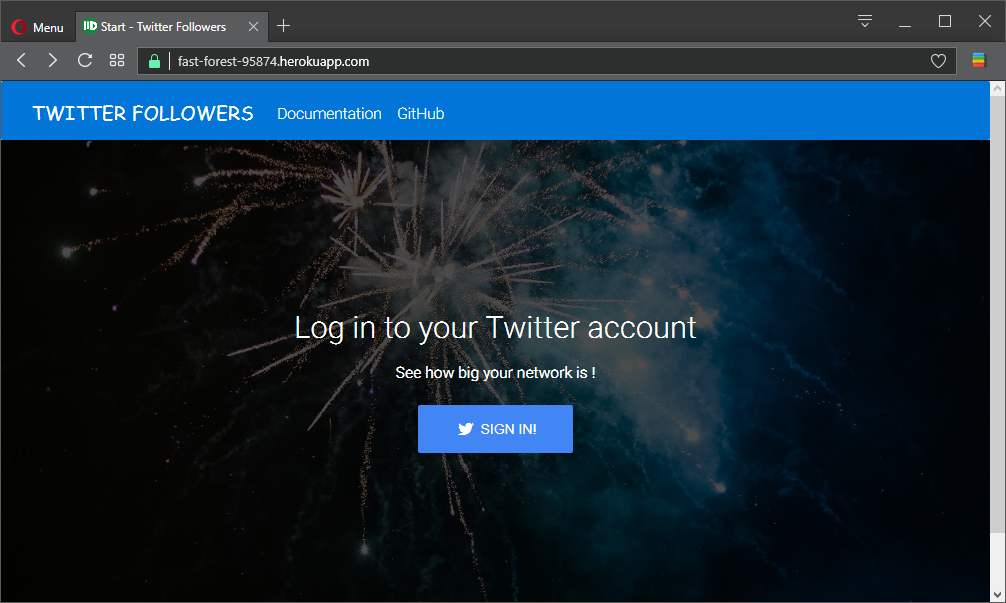 Menu
Start - Twitter Followers
fast-forest-95874.herokuapp.com
TWITTER FOLLOWERS Documentation GitHub
Log in to your Twitter account
See how big your network is !
SIGN IN!